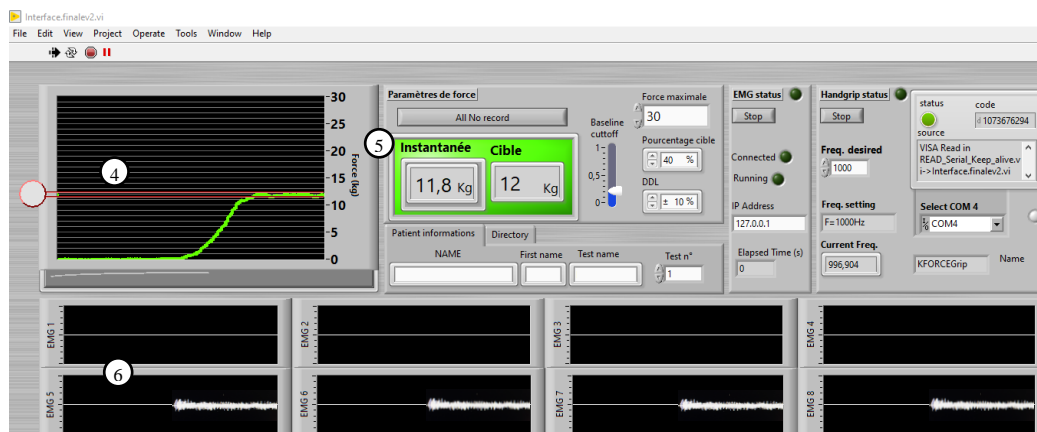 Interface.finalev2.vi
File Edit View Project Operate Tools Window Help
30
25
20
15
10
5
0
Force (kg)
4
Paramètres de force
All No record
5
Instantanée Cible
11,8 Kg 12 Kg
Baseline
cuttoff
1
0,5
0
Force maximale
30
Pourcentage cible
40 %
DDL
± 10 %
Patient informations Directory
NAME First name Test name Test n°
1
EMG status
Stop
Connected
Running
IP Address
127.0.0.1
Elapsed Time (s)
0
Handgrip status
Stop
Freq. desired
1000
Freq. setting
F=1000Hz
Current Freq.
996,904
status code
1073676294
source
VISA Read in
READ_Serial_Keep_alive.v
i->Interface.finalev2.vi
Select COM 4
COM4
KFORCEGrip
Name
EMG 1
EMG 2
EMG 3
EMG 4
6
EMG 5
EMG 6
EMG 7
EMG 8